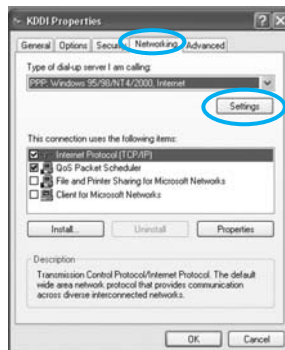 KDDI Properties
General Options Security Networking Advanced
Type of dial-up server I am calling:
PPP: Windows 95/98/NT4/2000, Internet
Settings
This connection uses the following items:
Internet Protocol (TCP/IP)
QoS Packet Scheduler
File and Printer Sharing for Microsoft Networks
Client for Microsoft Networks
Install... Uninstall Properties
Description
Transmission Control Protocol/Internet Protocol. The default
wide area network protocol that provides communication
across diverse interconnected networks.
OK Cancel